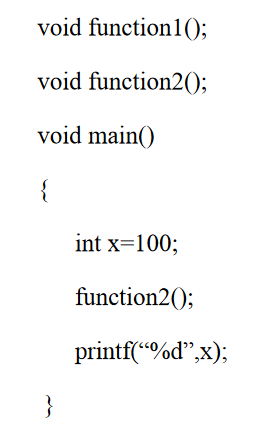 void function1();
void function2();
void main()
{
int x=100;
function2();
printf(“%d”,x);
}